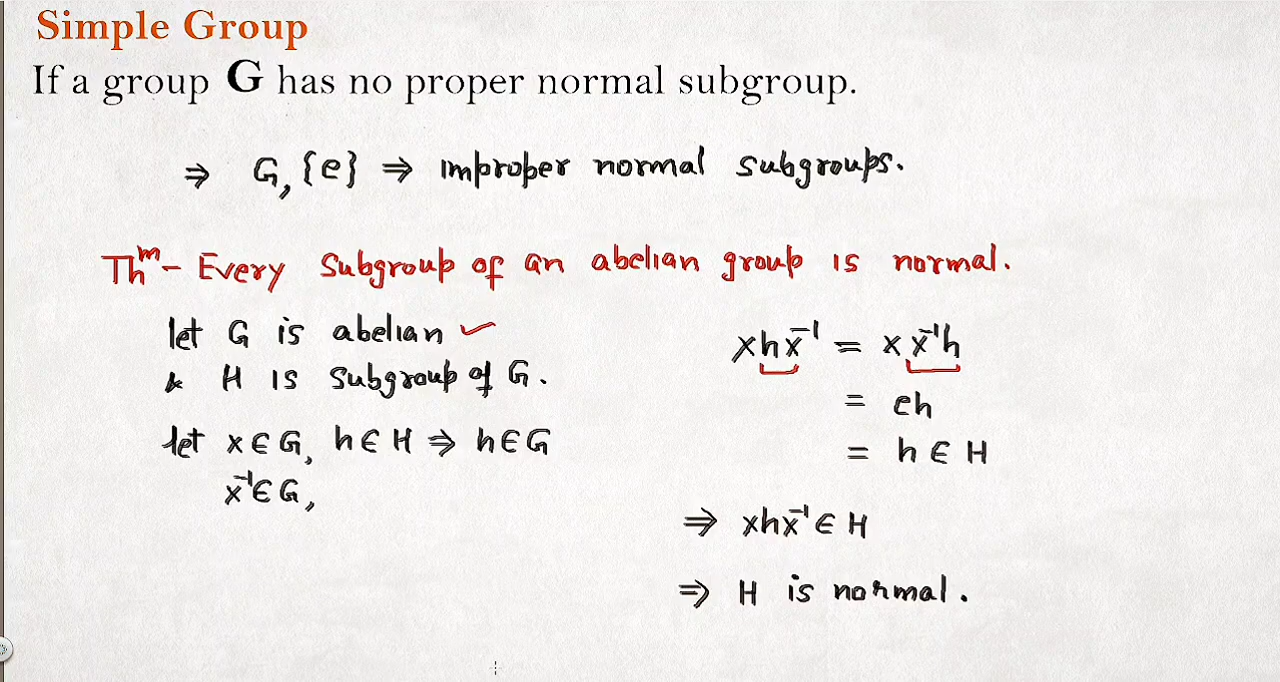 Simple Group
If a group G has no proper normal subgroup.
⇒ G, {e} ⇒ improper normal subgroups.
Thᵐ- Every Subgroup of an abelian group is normal.
let G is abelian ✓
& H is Subgroup of G.
let x ∈ G, h ∈ H ⇒ h ∈ G
x⁻¹ ∈ G,
xhx⁻¹ = x x⁻¹h
= eh
= h ∈ H
⇒ xhx⁻¹ ∈ H
⇒ H is normal.